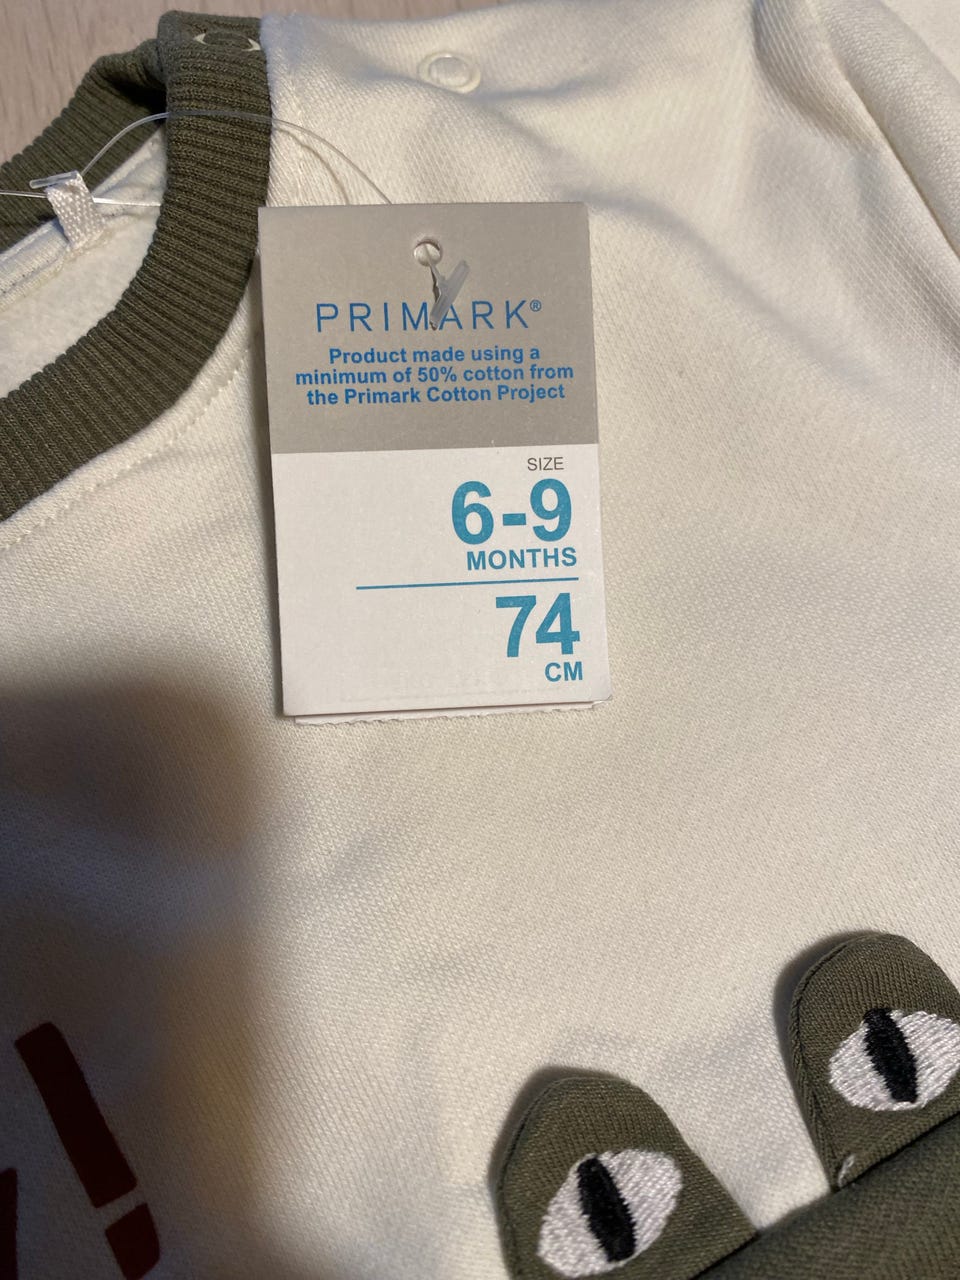 PRIMARK®
Product made using a
minimum of 50% cotton from
the Primark Cotton Project
SIZE
6-9
MONTHS
74
CM
!